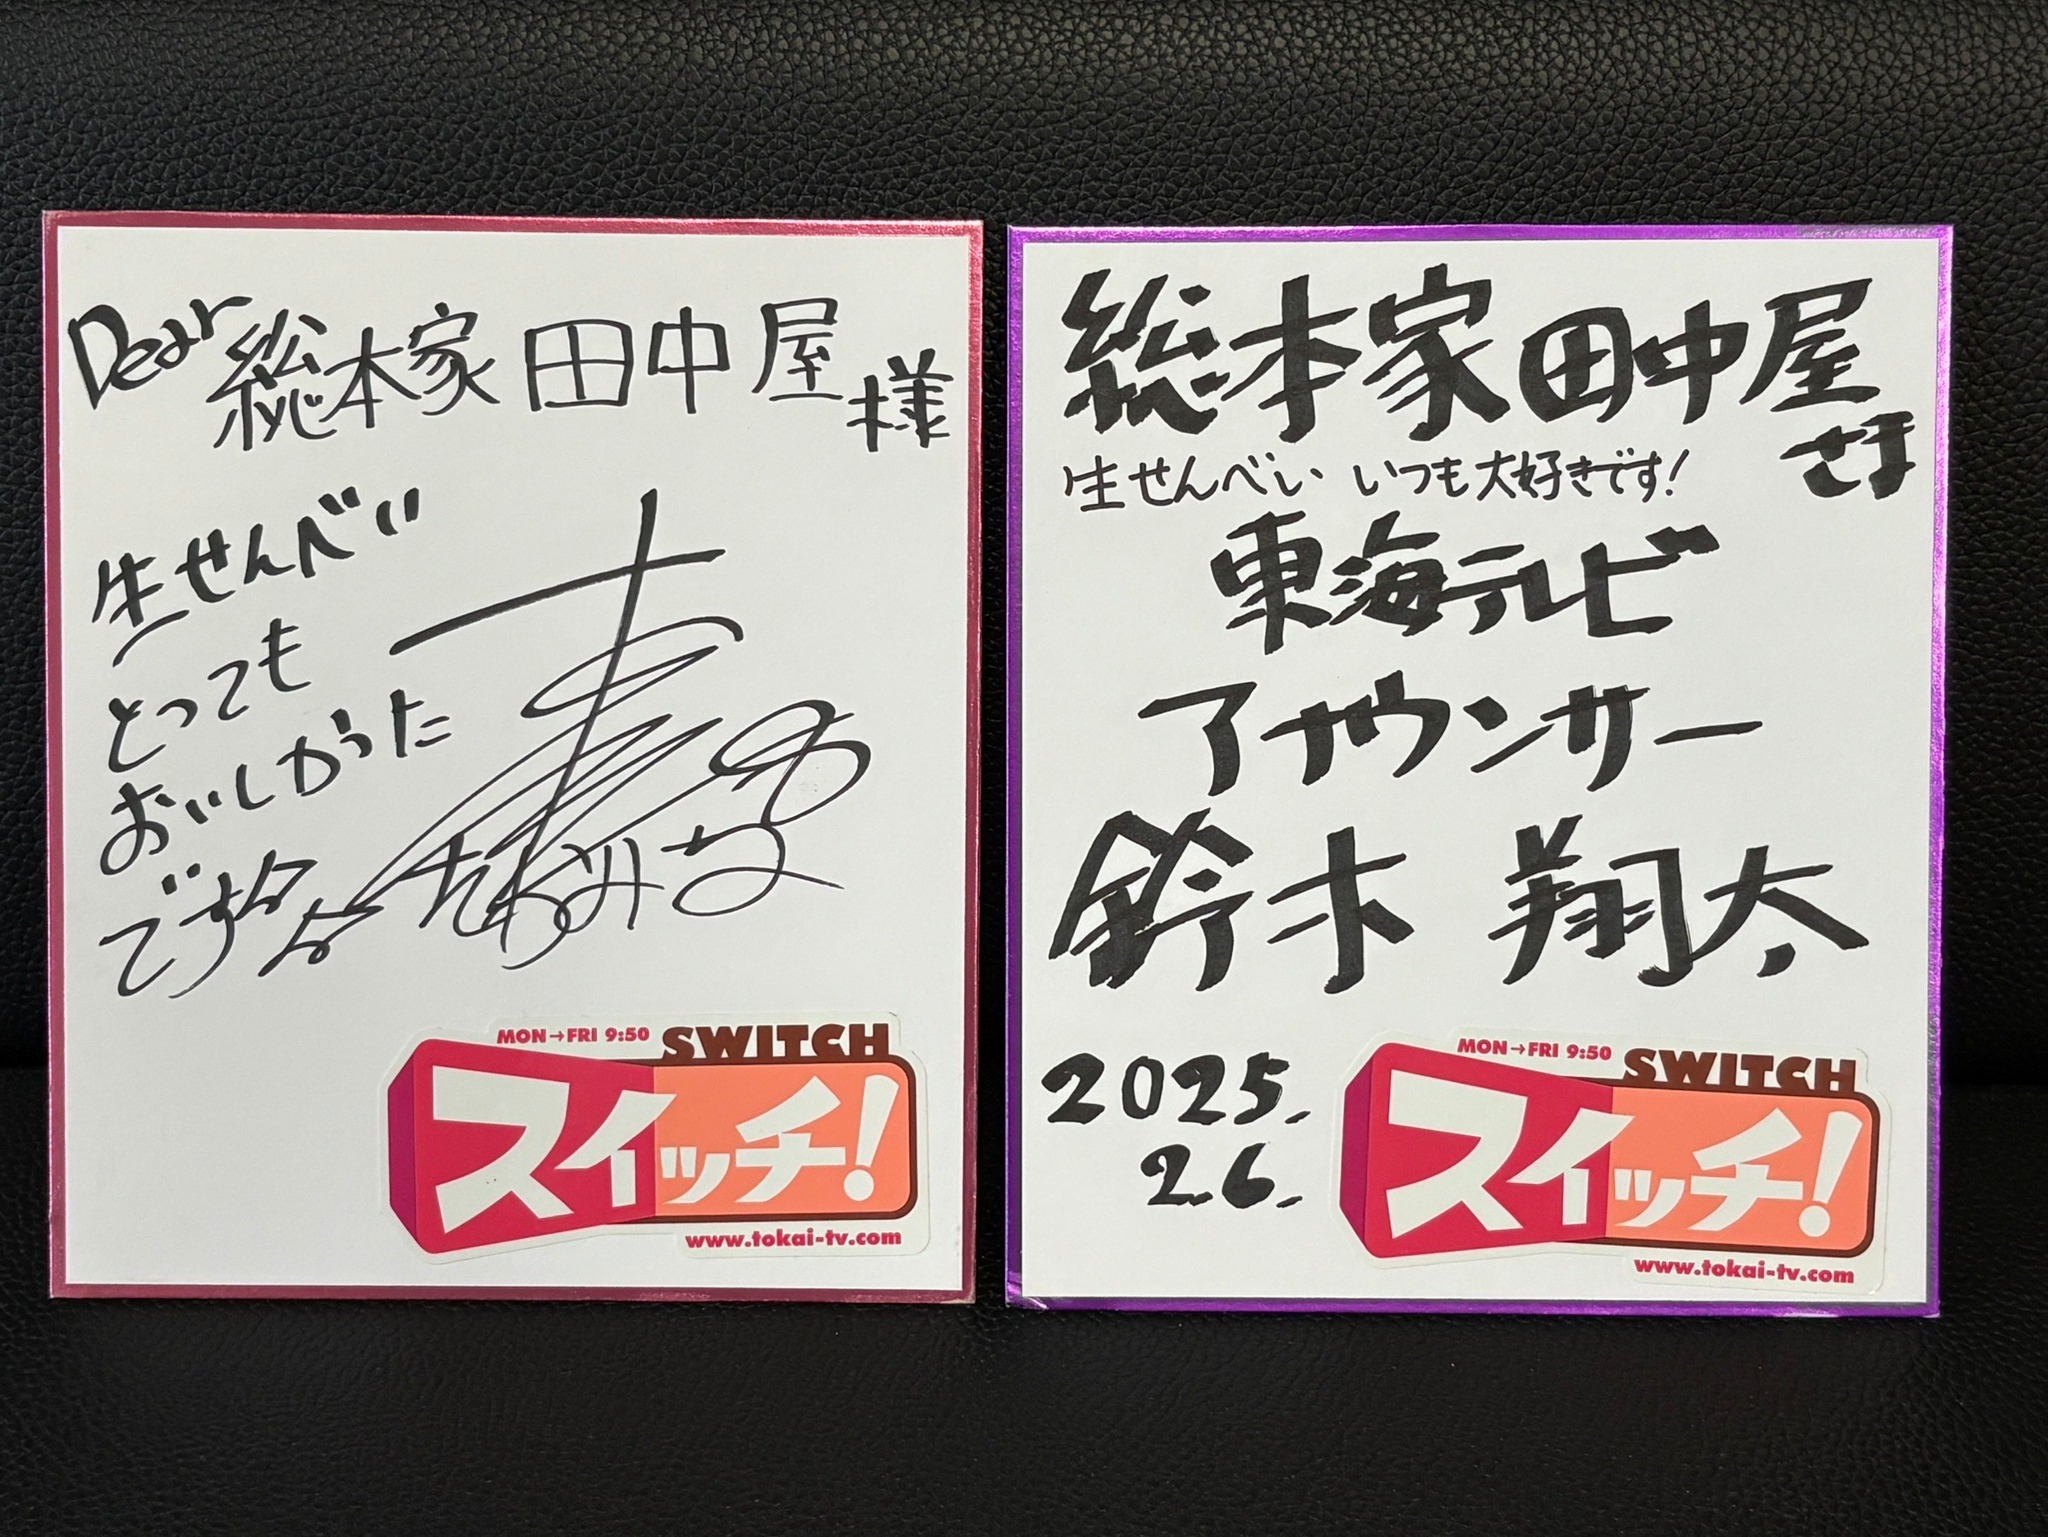 Dear 総本家 田中屋 様
生せんべい
とっても
おいしかった
です
MON→FRI 9:50 SWITCH
スイッチ!
www.tokai-tv.com
総本家 田中屋 さま
生せんべい いつも大好きです!
東海テレビ
アナウンサー
鈴木 翔太
2025.
2.6.
MON→FRI 9:50 SWITCH
スイッチ!
www.tokai-tv.com